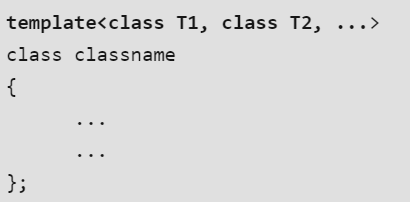 template<class T1, class T2, ...>
class classname
{
...
...
};